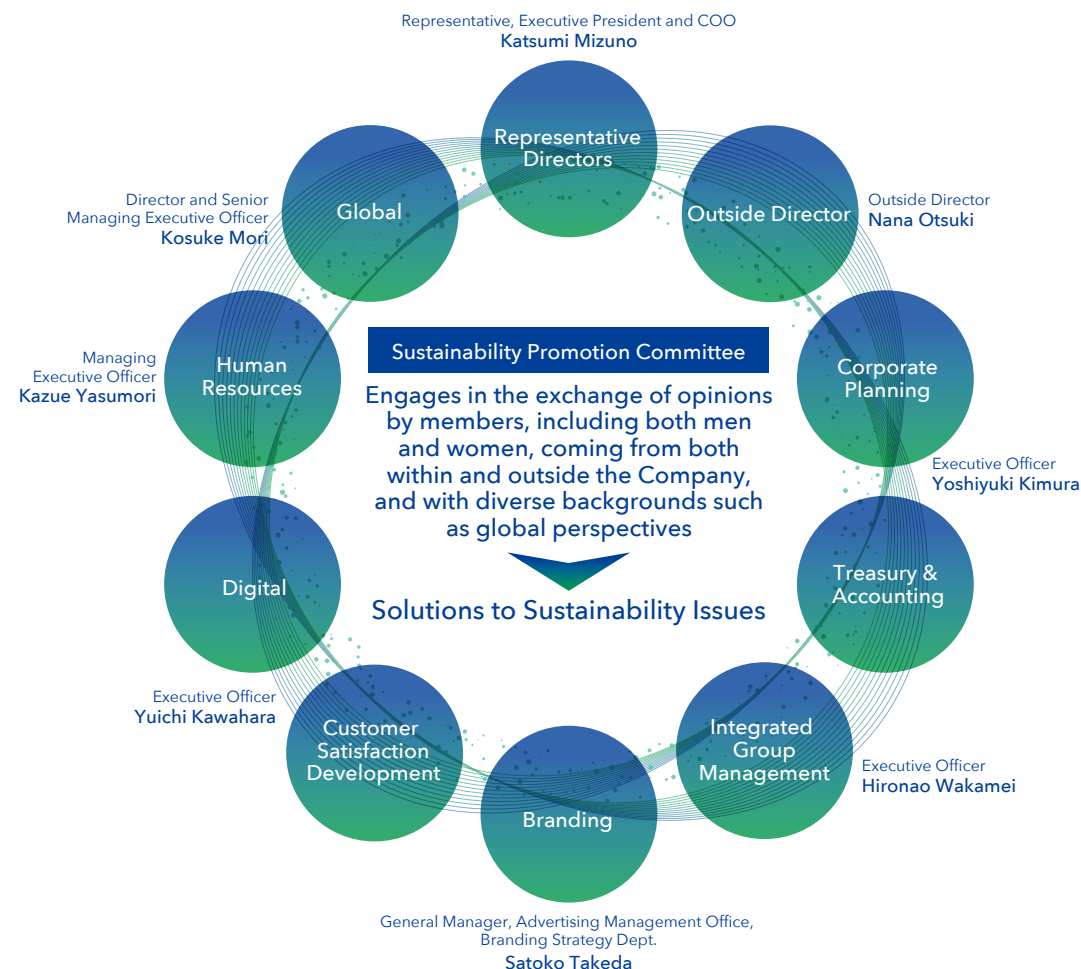 Representative, Executive President and COO
Katsumi Mizuno
Representative
Directors
Outside Director
Outside Director
Nana Otsuki
Corporate
Planning
Executive Officer
Yoshiyuki Kimura
Treasury &
Accounting
Integrated
Group
Management
Executive Officer
Hironao Wakamei
Branding
General Manager, Advertising Management Office,
Branding Strategy Dept.
Satoko Takeda
Customer
Satisfaction
Development
Executive Officer
Yuichi Kawahara
Digital
Human
Resources
Managing
Executive Officer
Kazue Yasumori
Global
Director and Senior
Managing Executive Officer
Kosuke Mori
Sustainability Promotion Committee
Engages in the exchange of opinions
by members, including both men
and women, coming from both
within and outside the Company,
and with diverse backgrounds such
as global perspectives
Solutions to Sustainability Issues